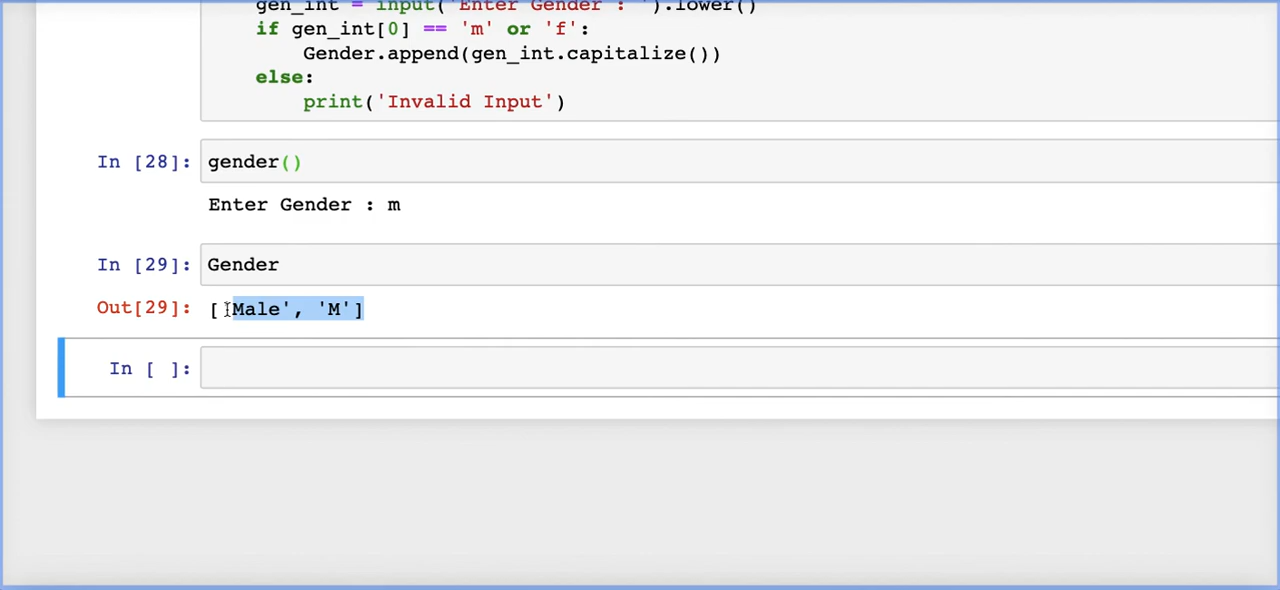 gen_int = input('Enter Gender : ').lower()
if gen_int[0] == 'm' or 'f':
Gender.append(gen_int.capitalize())
else:
print('Invalid Input')
In [28]: gender()
Enter Gender : m
In [29]: Gender
Out[29]: ['Male', 'M']
In [ ]: